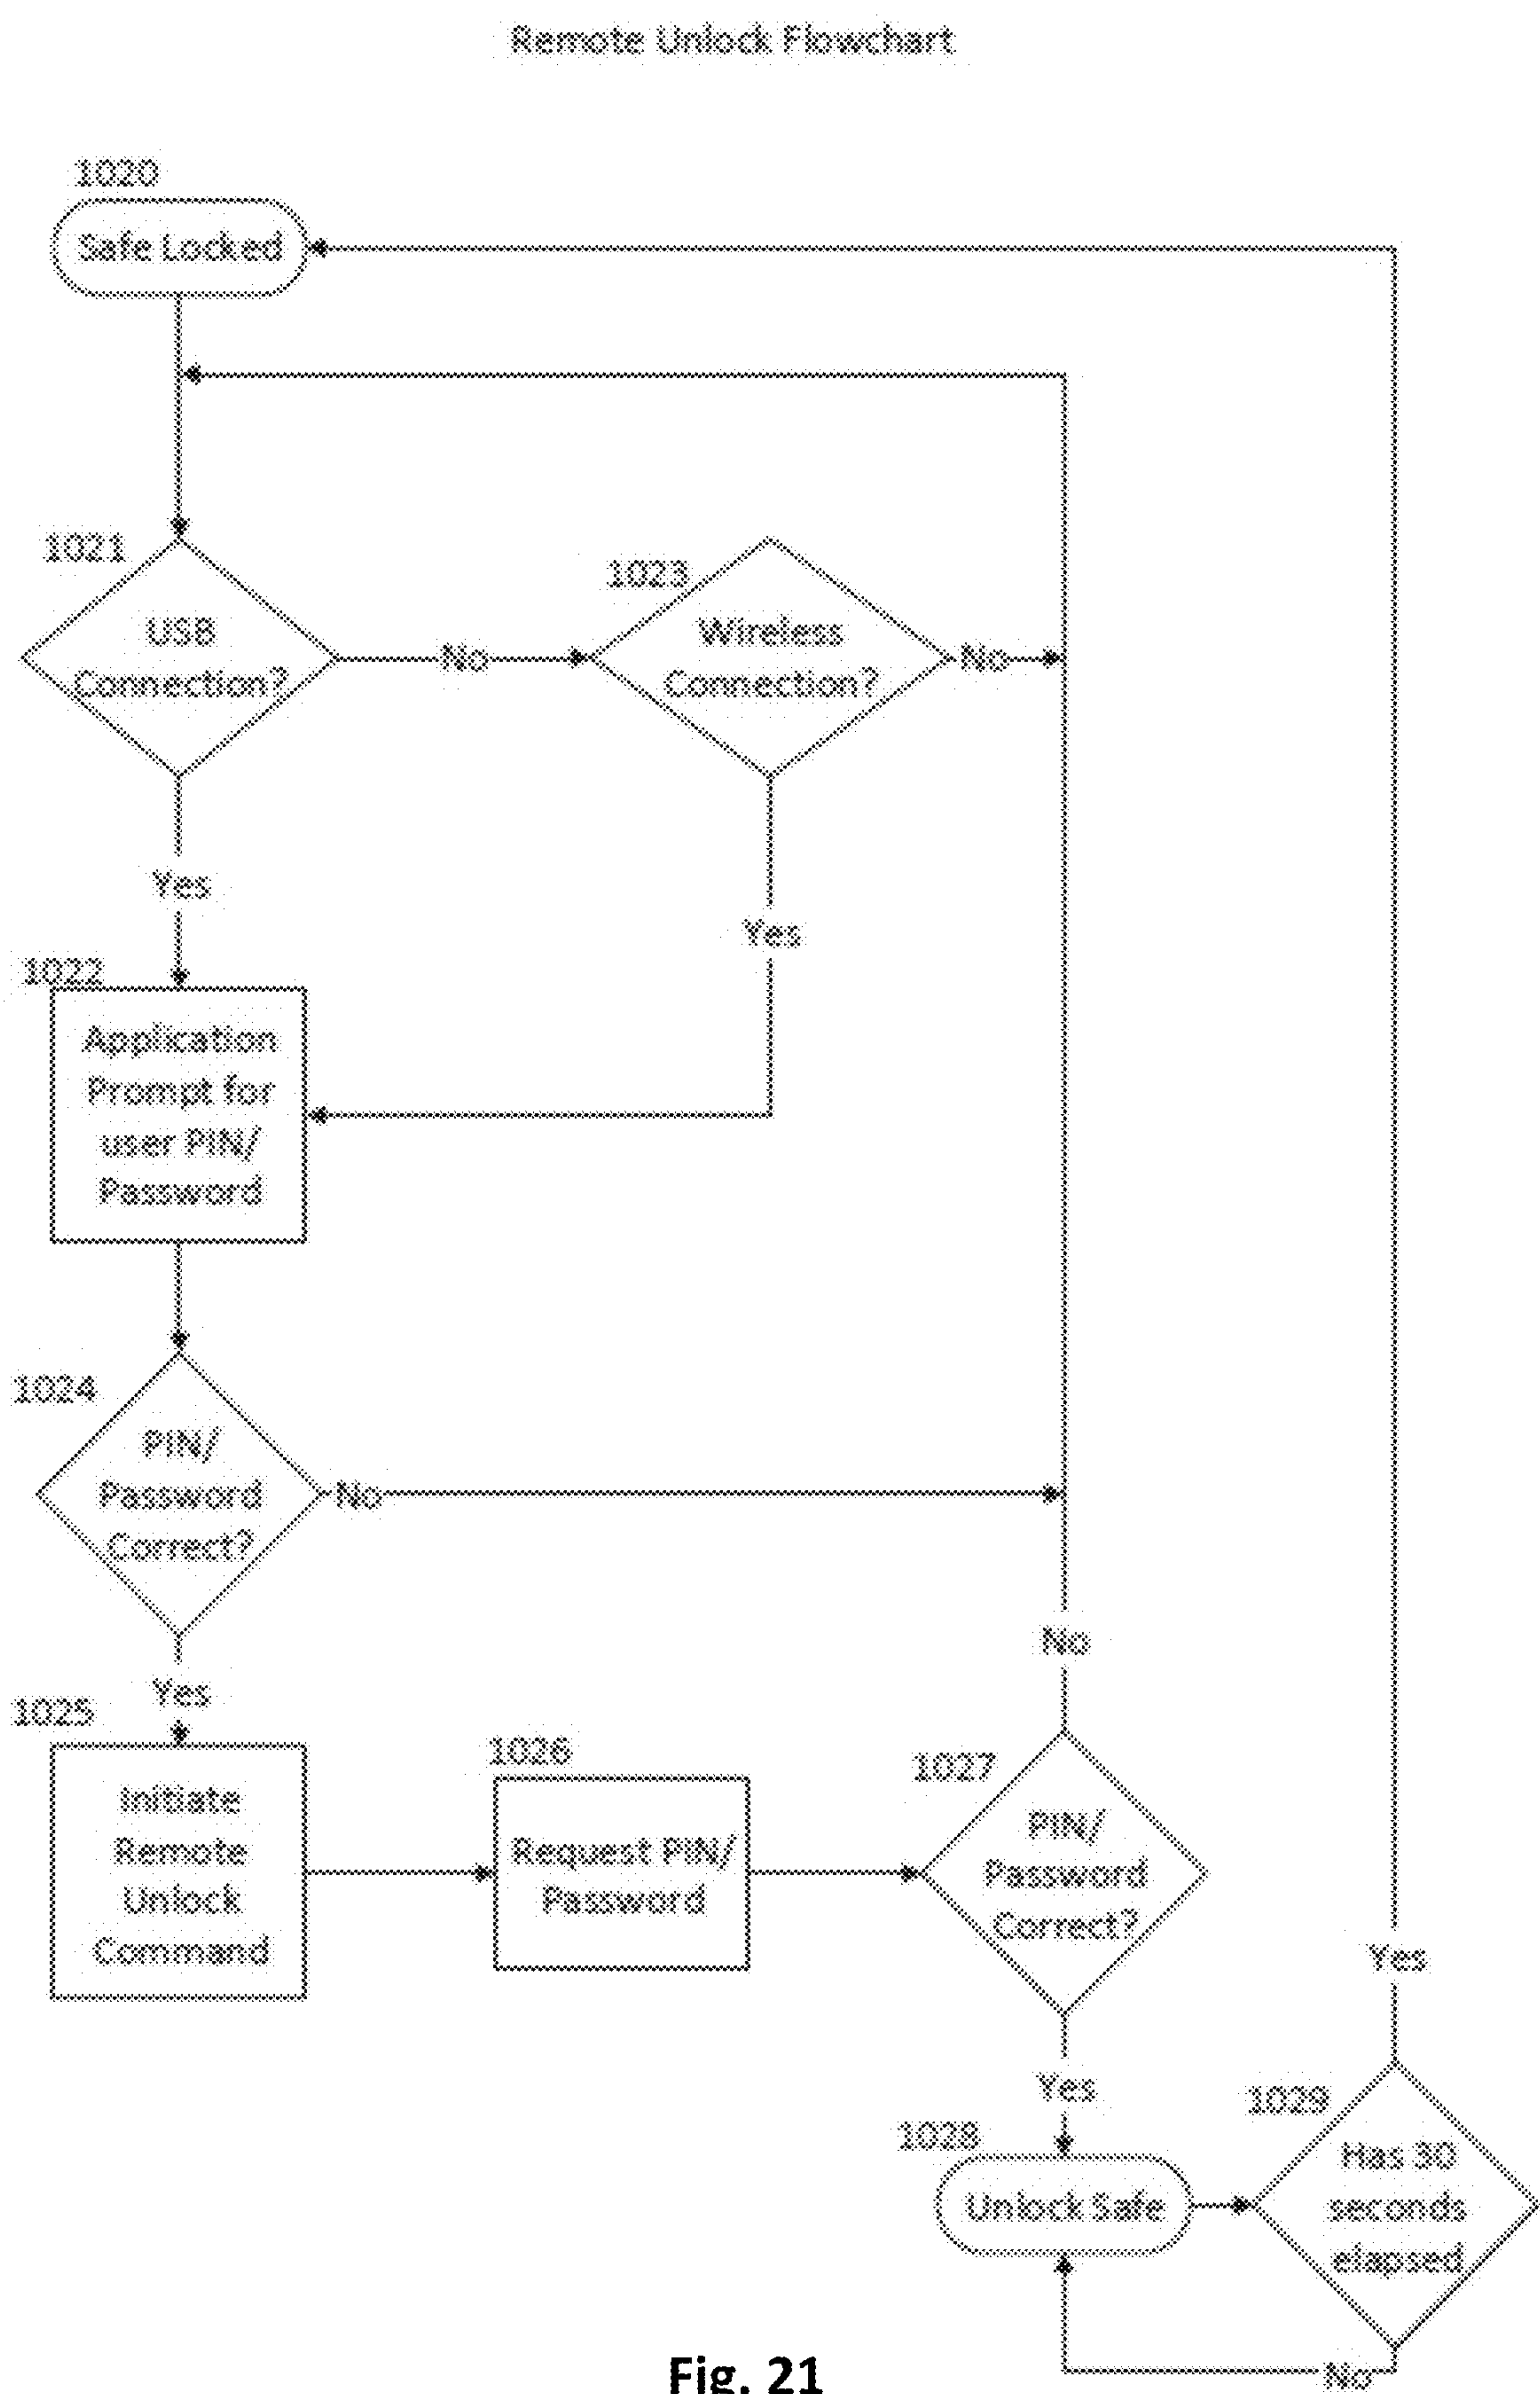 Remote Unlock Flowchart
1020
Safe Locked
1021
USB
Connection?
No
1023
Wireless
Connection?
No
Yes
Yes
1022
Application
Prompt for
user PIN/
Password
1024
PIN/
Password
Correct?
No
Yes
1025
Initiate
Remote
Unlock
Command
1026
Request PIN/
Password
No
1027
PIN/
Password
Correct?
Yes
1028
Unlock Safe
Yes
1029
Has 30
seconds
elapsed
No
Fig. 21